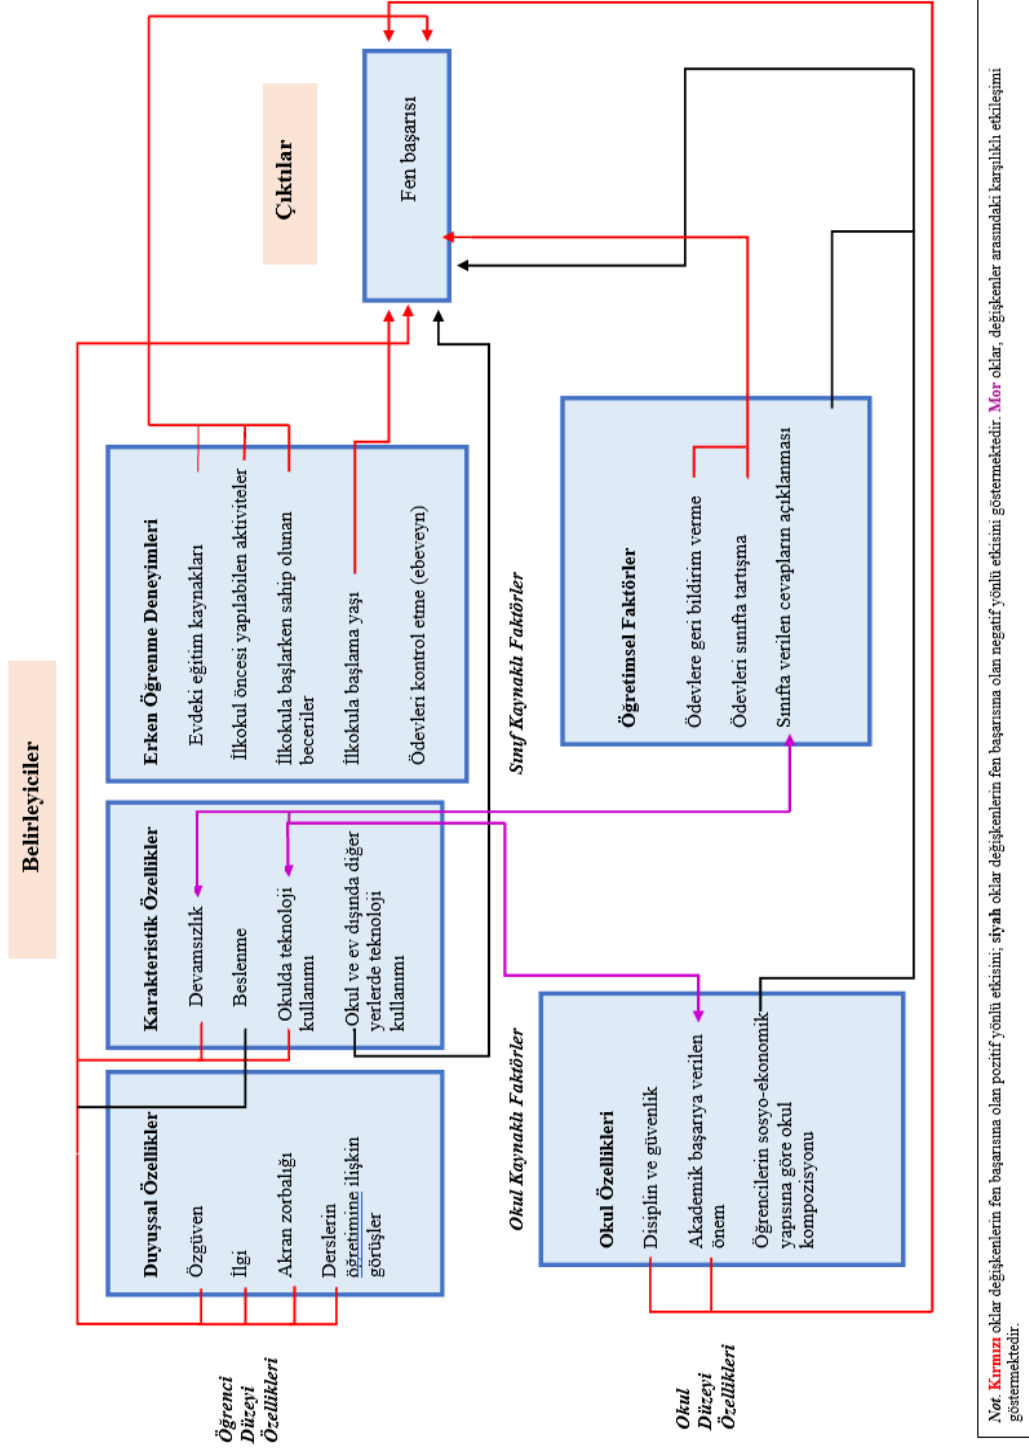 Belirleyiciler
Çıktılar
Öğrenci
Düzeyi
Özellikleri
Duyuşsal Özellikler
Özgüven
İlgi
Akran zorbalığı
Derslerin
öğretimine ilişkin
görüşler
Karakteristik Özellikler
Devamsızlık
Beslenme
Okulda teknoloji
kullanımı
Okul ve ev dışında diğer
yerlerde teknoloji
kullanımı
Erken Öğrenme Deneyimleri
Evdeki eğitim kaynakları
İlkokul öncesi yapılabilen aktiviteler
İlkokula başlarken sahip olunan
beceriler
İlkokula başlama yaşı
Ödevleri kontrol etme (ebeveyn)
Fen başarısı
Okul Kaynaklı Faktörler
Sınıf Kaynaklı Faktörler
Okul
Düzeyi
Özellikleri
Okul Özellikleri
Disiplin ve güvenlik
Akademik başarıya verilen
önem
Öğrencilerin sosyo-ekonomik
yapısına göre okul
kompozisyonu
Öğretimsel Faktörler
Ödevlere geri bildirim verme
Ödevleri sınıfta tartışma
Sınıfta verilen cevapların açıklanması
Not. Kırmızı oklar değişkenlerin fen başarısına olan pozitif yönlü etkisini; siyah oklar değişkenlerin fen başarısına olan negatif yönlü etkisini göstermektedir. Mor oklar, değişkenler arasındaki karşılıklı etkileşimi
göstermektedir.